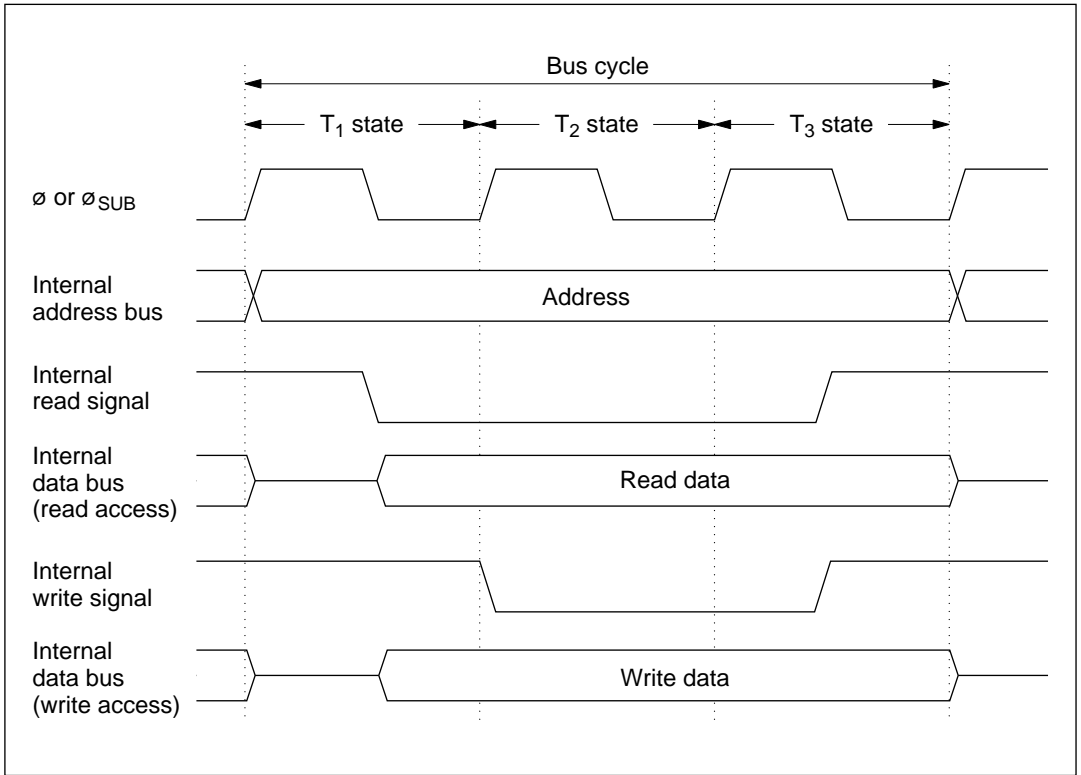 Bus cycle
T₁ state
T₂ state
T₃ state
ø or øSUB
Internal
address bus
Address
Internal
read signal
Internal
data bus
(read access)
Read data
Internal
write signal
Internal
data bus
(write access)
Write data